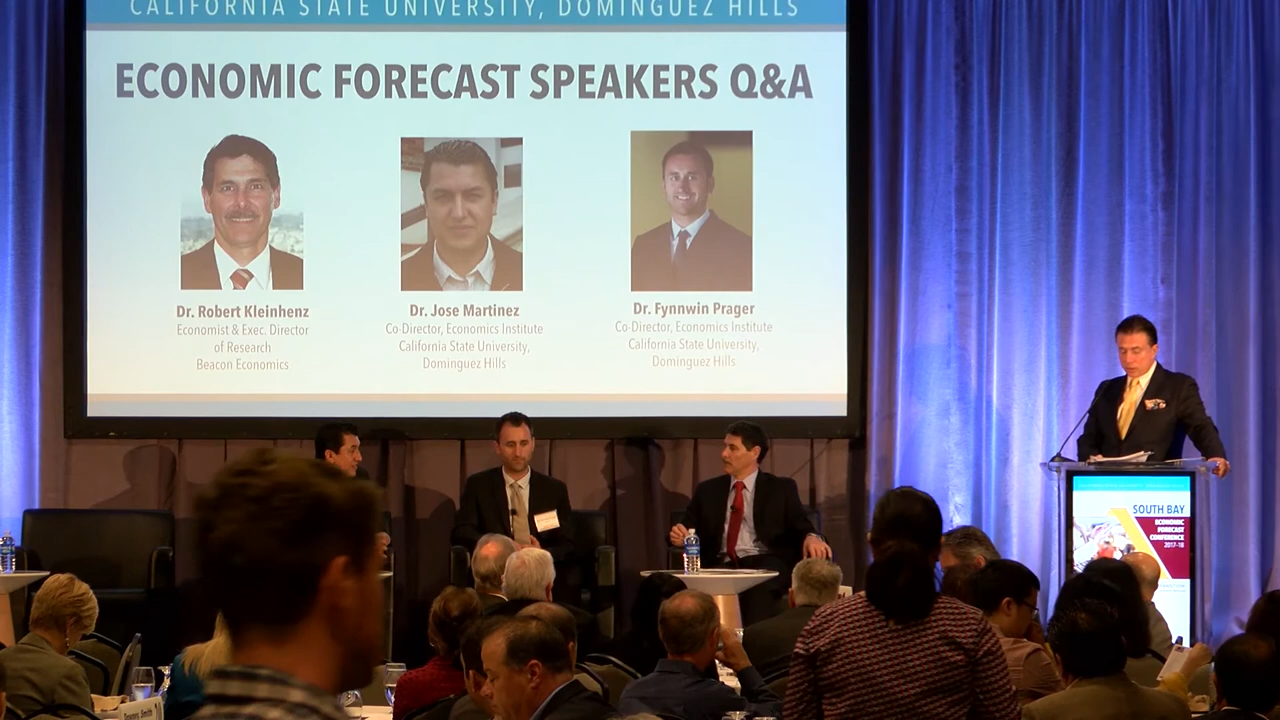 CALIFORNIA STATE UNIVERSITY, DOMINGUEZ HILLS
ECONOMIC FORECAST SPEAKERS Q&A
Dr. Robert Kleinhenz
Economist & Exec. Director
of Research
Beacon Economics
Dr. Jose Martinez
Co-Director, Economics Institute
California State University,
Dominguez Hills
Dr. Fynnwin Prager
Co-Director, Economics Institute
California State University,
Dominguez Hills
SOUTH BAY
ECONOMIC
FORECAST
CONFERENCE
2017-18
Smith